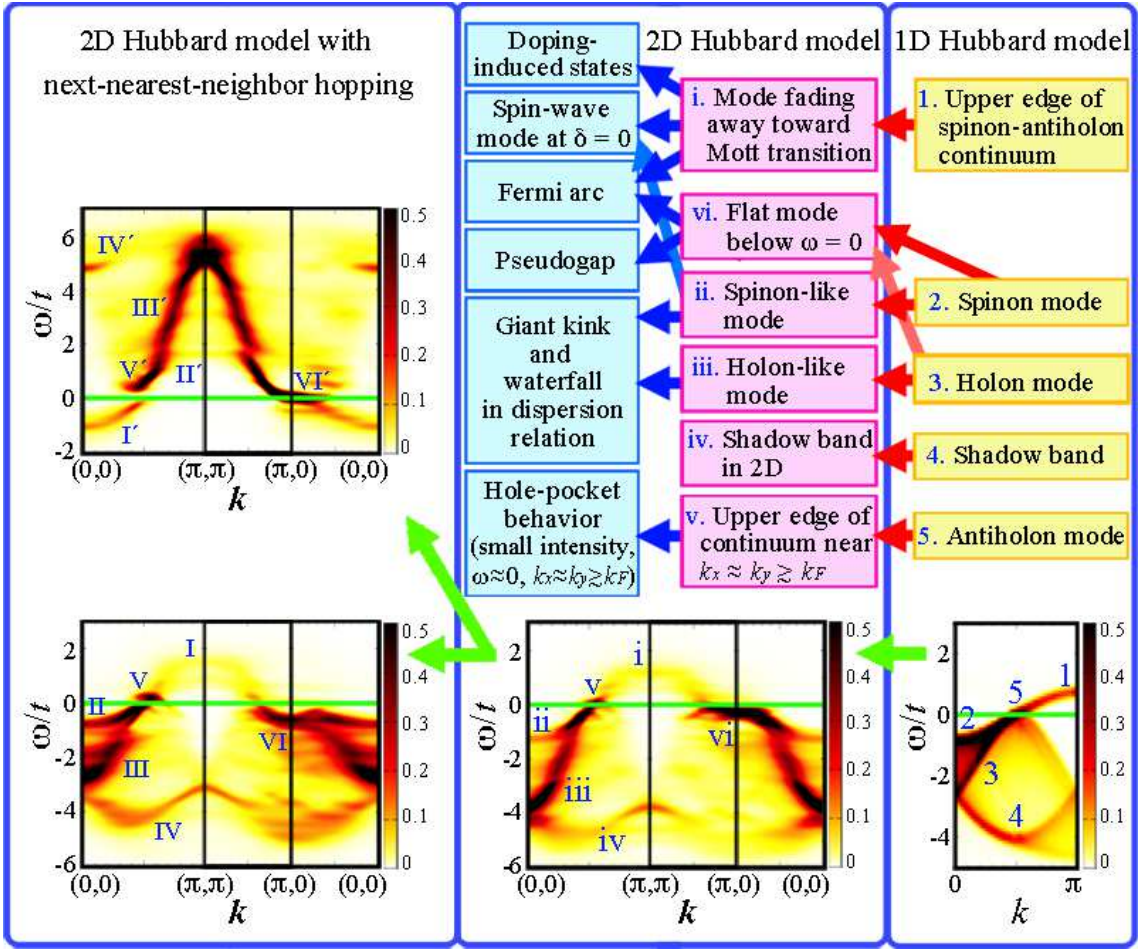 2D Hubbard model with
next-nearest-neighbor hopping
ω/t
6
4
2
0
-2
IV´
III´
V´
II´
VI´
I´
0.5
0.4
0.3
0.2
0.1
0
(0,0)
(π,π)
(π,0)
(0,0)
k
ω/t
2
0
-2
-4
-6
I
V
II
VI
III
IV
0.5
0.4
0.3
0.2
0.1
0
(0,0)
(π,π)
(π,0)
(0,0)
k
2D Hubbard model
Doping-
induced states
Spin-wave
mode at δ = 0
Fermi arc
Pseudogap
Giant kink
and
waterfall
in dispersion
relation
Hole-pocket
behavior
(small intensity,
ω≈0, kx≈ky≳kF)
i. Mode fading
away toward
Mott transition
vi. Flat mode
below ω = 0
ii. Spinon-like
mode
iii. Holon-like
mode
iv. Shadow band
in 2D
v. Upper edge of
continuum near
kx ≈ ky ≳ kF
ω/t
2
0
-2
-4
-6
i
v
ii
vi
iii
iv
0.5
0.4
0.3
0.2
0.1
0
(0,0)
(π,π)
(π,0)
(0,0)
k
1D Hubbard model
1. Upper edge of
spinon-antiholon
continuum
2. Spinon mode
3. Holon mode
4. Shadow band
5. Antiholon mode
ω/t
2
0
-2
-4
1
5
2
3
4
0.5
0.4
0.3
0.2
0.1
0
0
π
k